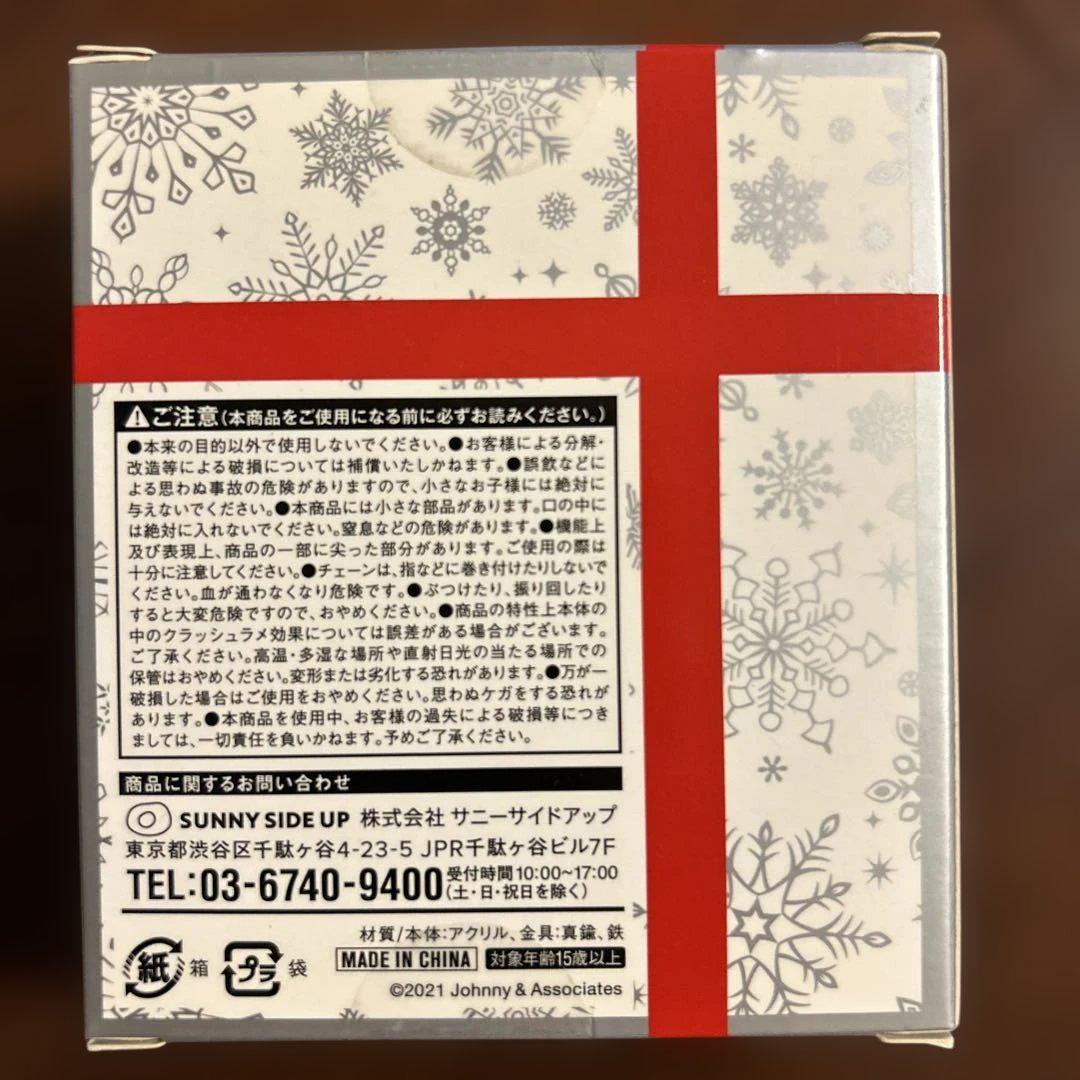 ⚠ご注意(本商品をご使用になる前に必ずお読みください。)
●本来の目的以外で使用しないでください。●お客様による分解・
改造等による破損については補償いたしかねます。●誤飲などに
よる思わぬ事故の危険がありますので、小さなお子様には絶対に
与えないでください。●本商品には小さな部品があります。口の中に
は絶対に入れないでください。窒息などの危険があります。●機能上
及び表現上、商品の一部に尖った部分があります。ご使用の際は
十分に注意してください。●チェーンは、指などに巻き付けたりしないで
ください。血が通わなくなり危険です。●ぶつけたり、振り回したり
すると大変危険ですので、おやめください。●商品の特性上本体の
中のクラッシュラメ効果については誤差がある場合がございます。
ご了承ください。高温・多湿な場所や直射日光の当たる場所での
保管はおやめください。変形または劣化する恐れがあります。●万が一
破損した場合はご使用をおやめください。思わぬケガをする恐れが
あります。●本商品を使用中、お客様の過失による破損等につき
ましては、一切責任を負いかねます。予めご了承ください。
商品に関するお問い合わせ
SUNNY SIDE UP 株式会社 サニーサイドアップ
東京都渋谷区千駄ヶ谷4-23-5 JPR千駄ヶ谷ビル7F
TEL:03-6740-9400 受付時間10:00~17:00
(土・日・祝日を除く)
材質/本体:アクリル、金具:真鍮、鉄
紙 箱 プラ 袋
MADE IN CHINA 対象年齢15歳以上
©2021 Johnny & Associates